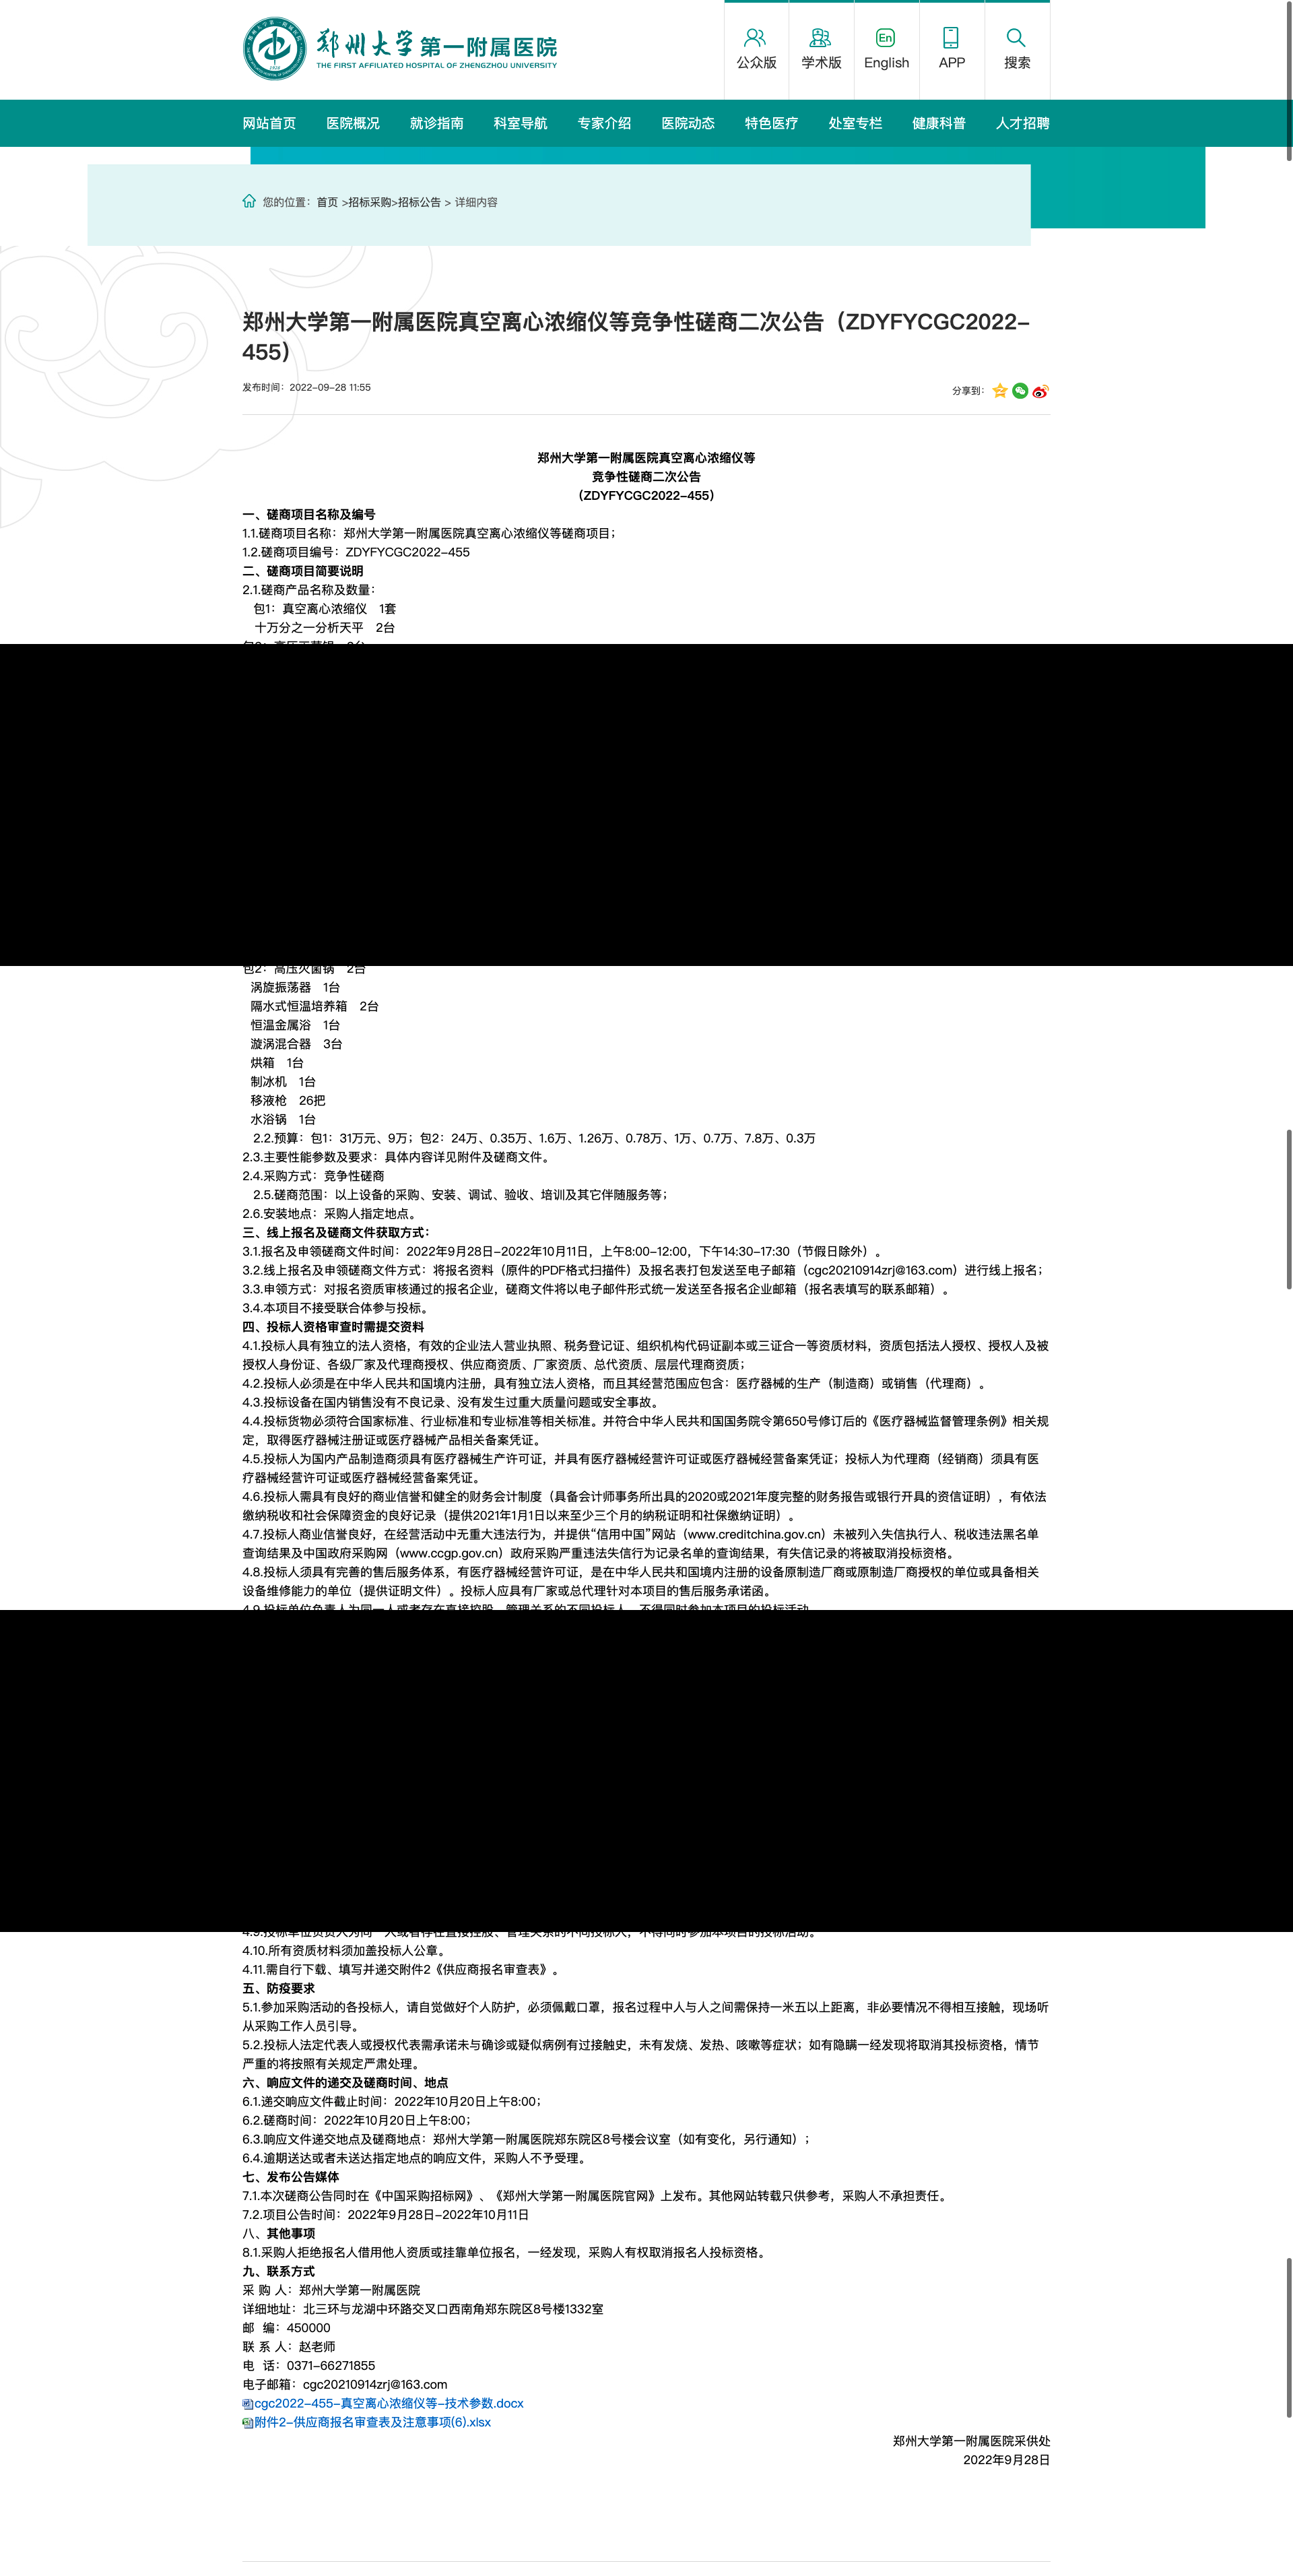 郑州大学第一附属医院
THE FIRST AFFILIATED HOSPITAL OF ZHENGZHOU UNIVERSITY
公众版 学术版 English APP 搜索
网站首页 医院概况 就诊指南 科室导航 专家介绍 医院动态 特色医疗 处室专栏 健康科普 人才招聘
您的位置：首页 >招标采购>招标公告 > 详细内容
郑州大学第一附属医院真空离心浓缩仪等竞争性磋商二次公告（ZDYFYCGC2022-
455）
发布时间：2022-09-28 11:55
分享到：
郑州大学第一附属医院真空离心浓缩仪等
竞争性磋商二次公告
（ZDYFYCGC2022-455）
一、磋商项目名称及编号
1.1.磋商项目名称：郑州大学第一附属医院真空离心浓缩仪等磋商项目；
1.2.磋商项目编号：ZDYFYCGC2022-455
二、磋商项目简要说明
2.1.磋商产品名称及数量：
包1：真空离心浓缩仪 1套
十万分之一分析天平 2台
包2：高压灭菌锅 2台
涡旋振荡器 1台
隔水式恒温培养箱 2台
恒温金属浴 1台
漩涡混合器 3台
烘箱 1台
制冰机 1台
移液枪 26把
水浴锅 1台
2.2.预算：包1：31万元、9万；包2：24万、0.35万、1.6万、1.26万、0.78万、1万、0.7万、7.8万、0.3万
2.3.主要性能参数及要求：具体内容详见附件及磋商文件。
2.4.采购方式：竞争性磋商
2.5.磋商范围：以上设备的采购、安装、调试、验收、培训及其它伴随服务等；
2.6.安装地点：采购人指定地点。
三、线上报名及磋商文件获取方式：
3.1.报名及申领磋商文件时间：2022年9月28日-2022年10月11日，上午8:00-12:00，下午14:30-17:30（节假日除外）。
3.2.线上报名及申领磋商文件方式：将报名资料（原件的PDF格式扫描件）及报名表打包发送至电子邮箱（cgc20210914zrj@163.com）进行线上报名；
3.3.申领方式：对报名资质审核通过的报名企业，磋商文件将以电子邮件形式统一发送至各报名企业邮箱（报名表填写的联系邮箱）。
3.4.本项目不接受联合体参与投标。
四、投标人资格审查时需提交资料
4.1.投标人具有独立的法人资格，有效的企业法人营业执照、税务登记证、组织机构代码证副本或三证合一等资质材料，资质包括法人授权、授权人及被
授权人身份证、各级厂家及代理商授权、供应商资质、厂家资质、总代资质、层层代理商资质；
4.2.投标人必须是在中华人民共和国境内注册，具有独立法人资格，而且其经营范围应包含：医疗器械的生产（制造商）或销售（代理商）。
4.3.投标设备在国内销售没有不良记录、没有发生过重大质量问题或安全事故。
4.4.投标货物必须符合国家标准、行业标准和专业标准等相关标准。并符合中华人民共和国国务院令第650号修订后的《医疗器械监督管理条例》相关规
定，取得医疗器械注册证或医疗器械产品相关备案凭证。
4.5.投标人为国内产品制造商须具有医疗器械生产许可证，并具有医疗器械经营许可证或医疗器械经营备案凭证；投标人为代理商（经销商）须具有医
疗器械经营许可证或医疗器械经营备案凭证。
4.6.投标人需具有良好的商业信誉和健全的财务会计制度（具备会计师事务所出具的2020或2021年度完整的财务报告或银行开具的资信证明），有依法
缴纳税收和社会保障资金的良好记录（提供2021年1月1日以来至少三个月的纳税证明和社保缴纳证明）。
4.7.投标人商业信誉良好，在经营活动中无重大违法行为，并提供“信用中国”网站（www.creditchina.gov.cn）未被列入失信执行人、税收违法黑名单
查询结果及中国政府采购网（www.ccgp.gov.cn）政府采购严重违法失信行为记录名单的查询结果，有失信记录的将被取消投标资格。
4.8.投标人须具有完善的售后服务体系，有医疗器械经营许可证，是在中华人民共和国境内注册的设备原制造厂商或原制造厂商授权的单位或具备相关
设备维修能力的单位（提供证明文件）。投标人应具有厂家或总代理针对本项目的售后服务承诺函。
4.9.投标单位负责人为同一人或者存在直接控股、管理关系的不同投标人，不得同时参加本项目的投标活动。
4.10.所有资质材料须加盖投标人公章。
4.11.需自行下载、填写并递交附件2《供应商报名审查表》。
五、防疫要求
5.1.参加采购活动的各投标人，请自觉做好个人防护，必须佩戴口罩，报名过程中人与人之间需保持一米五以上距离，非必要情况不得相互接触，现场听
从采购工作人员引导。
5.2.投标人法定代表人或授权代表需承诺未与确诊或疑似病例有过接触史，未有发烧、发热、咳嗽等症状；如有隐瞒一经发现将取消其投标资格，情节
严重的将按照有关规定严肃处理。
六、响应文件的递交及磋商时间、地点
6.1.递交响应文件截止时间：2022年10月20日上午8:00；
6.2.磋商时间：2022年10月20日上午8:00；
6.3.响应文件递交地点及磋商地点：郑州大学第一附属医院郑东院区8号楼会议室（如有变化，另行通知）；
6.4.逾期送达或者未送达指定地点的响应文件，采购人不予受理。
七、发布公告媒体
7.1.本次磋商公告同时在《中国采购招标网》、《郑州大学第一附属医院官网》上发布。其他网站转载只供参考，采购人不承担责任。
7.2.项目公告时间：2022年9月28日-2022年10月11日
八、其他事项
8.1.采购人拒绝报名人借用他人资质或挂靠单位报名，一经发现，采购人有权取消报名人投标资格。
九、联系方式
采 购 人：郑州大学第一附属医院
详细地址：北三环与龙湖中环路交叉口西南角郑东院区8号楼1332室
邮 编：450000
联 系 人：赵老师
电 话：0371-66271855
电子邮箱：cgc20210914zrj@163.com
cgc2022-455-真空离心浓缩仪等-技术参数.docx
附件2-供应商报名审查表及注意事项(6).xlsx
郑州大学第一附属医院采供处
2022年9月28日